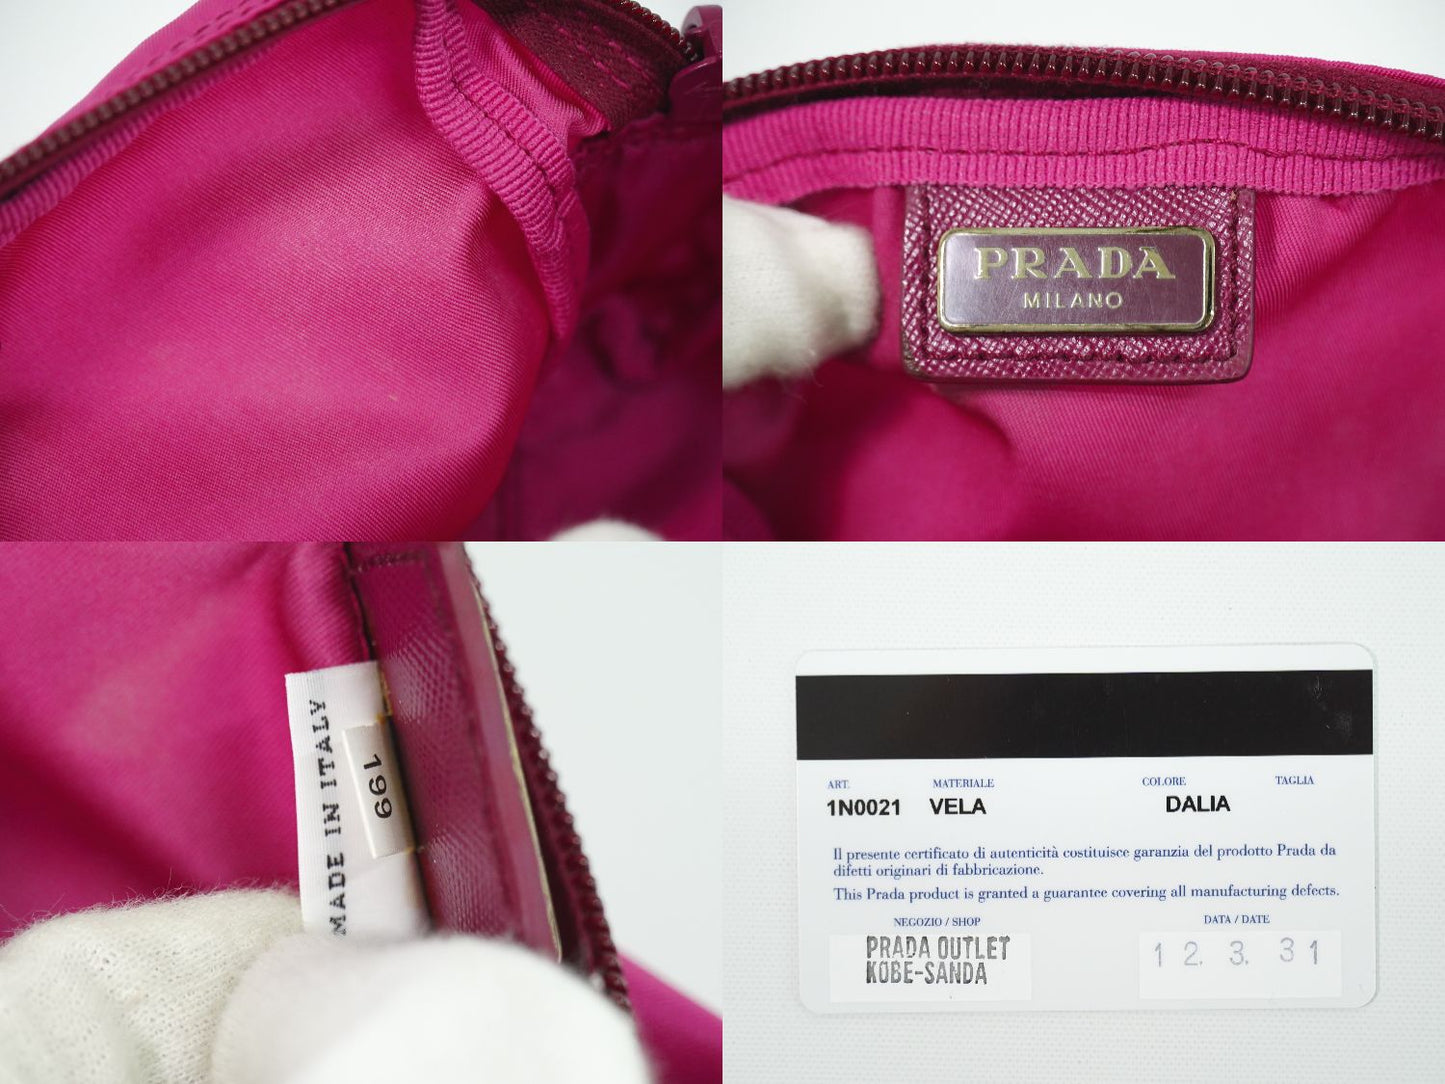 PRADA
MILANO
MADE IN ITALY
199
ART.
MATERIALE
COLORE
TAGLIA
1N0021
VELA
DALIA
Il presente certificato di autenticità costituisce garanzia del prodotto Prada da
difetti originari di fabbricazione.
This Prada product is granted a guarantee covering all manufacturing defects.
NEGOZIO / SHOP
DATA / DATE
PRADA OUTLET
KOBE-SANDA
12. 3. 31